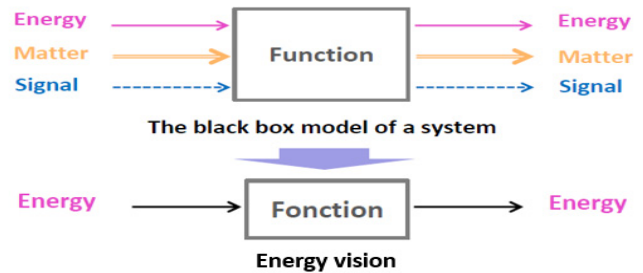 Energy Energy
Matter Function Matter
Signal Signal
The black box model of a system
Energy Fonction Energy
Energy vision